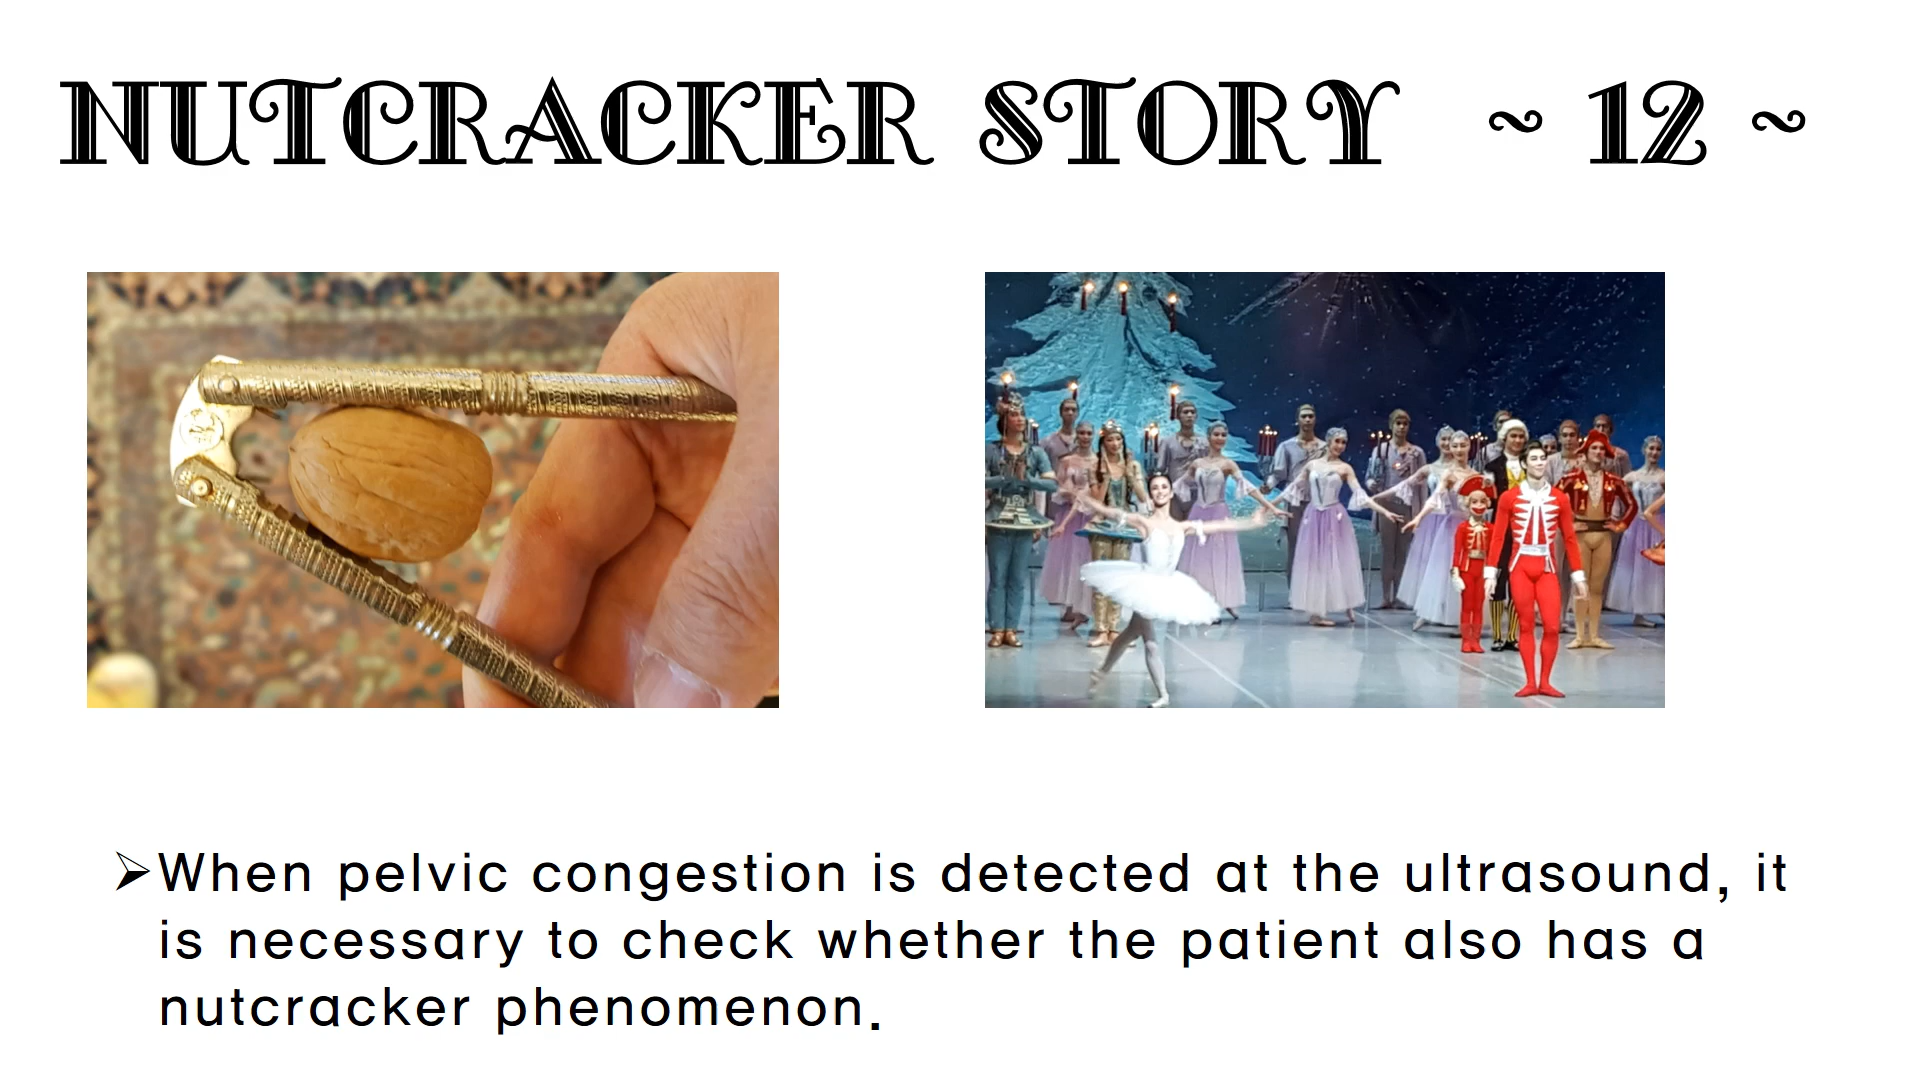 NUTCRACKER STORY ~ 12 ~
➢When pelvic congestion is detected at the ultrasound, it
is necessary to check whether the patient also has a
nutcracker phenomenon.